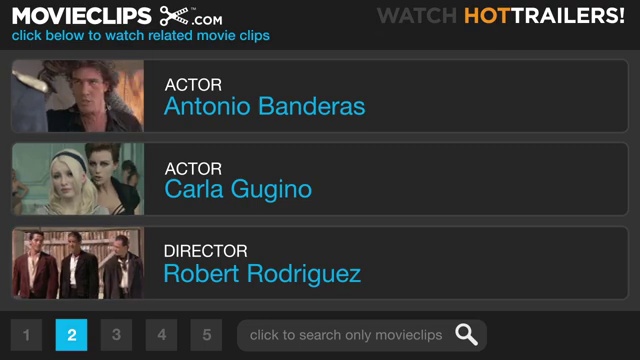 MOVIECLIPS .COM™
WATCH HOTTRAILERS!
click below to watch related movie clips
ACTOR
Antonio Banderas
ACTOR
Carla Gugino
DIRECTOR
Robert Rodriguez
1 2 3 4 5 click to search only movieclips